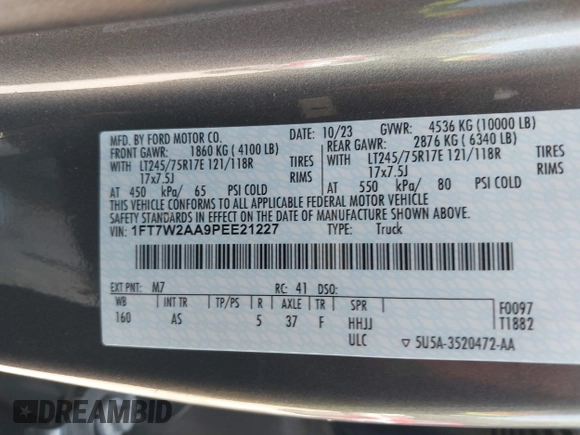 MFD. BY FORD MOTOR CO.
DATE: 10/23 GVWR: 4536 KG (10000 LB)
FRONT GAWR: 1860 KG (4100 LB)
REAR GAWR: 2876 KG (6340 LB)
WITH LT245/75R17E 121/118R TIRES
WITH LT245/75R17E 121/118R TIRES
17x7.5J RIMS
17x7.5J RIMS
AT 450 kPa/ 65 PSI COLD
AT 550 kPa/ 80 PSI COLD
THIS VEHICLE CONFORMS TO ALL APPLICABLE FEDERAL MOTOR VEHICLE
SAFETY STANDARDS IN EFFECT ON THE DATE OF MANUFACTURE SHOWN ABOVE.
VIN: 1FT7W2AA9PEE21227 TYPE: Truck
EXT PNT: M7 RC: 41 DSO:
WB INT TR TP/PS R AXLE TR SPR F0097
160 AS 5 37 F HHJJ T1882
ULC ▽ 5U5A-3520472-AA
DREAMBID